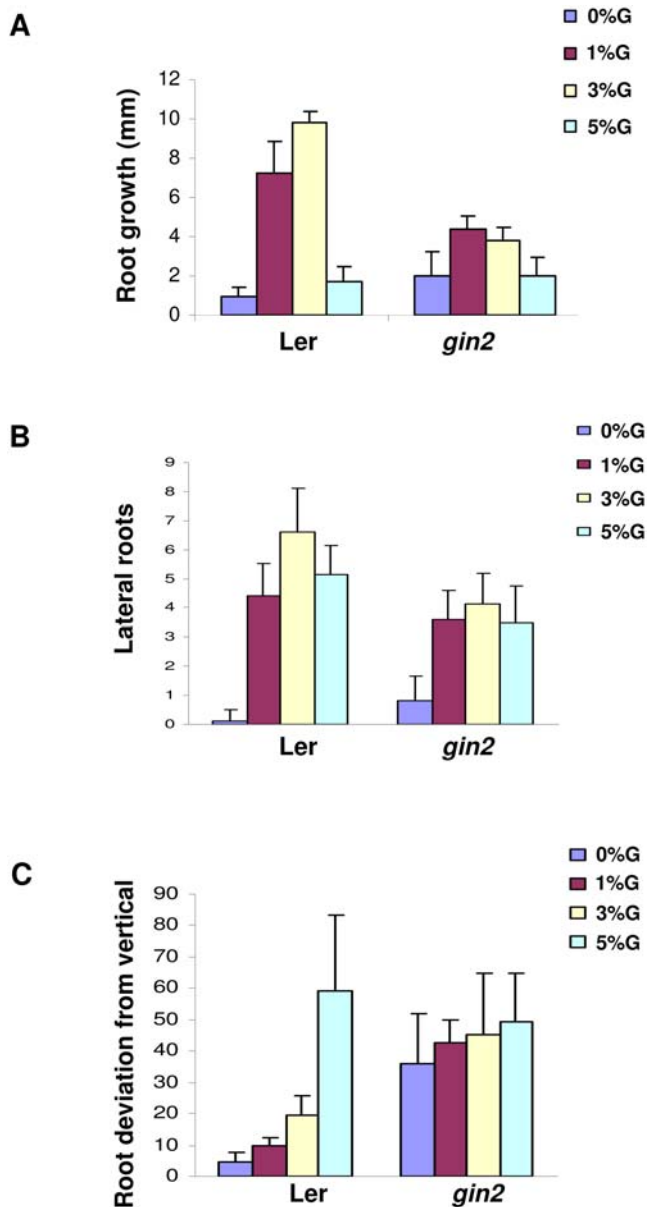 A
0%G
1%G
3%G
5%G
Root growth (mm)
12
10
8
6
4
2
0
Ler
gin2
B
0%G
1%G
3%G
5%G
Lateral roots
9
8
7
6
5
4
3
2
1
0
Ler
gin2
C
0%G
1%G
3%G
5%G
Root deviation from vertical
90
80
70
60
50
40
30
20
10
0
Ler
gin2